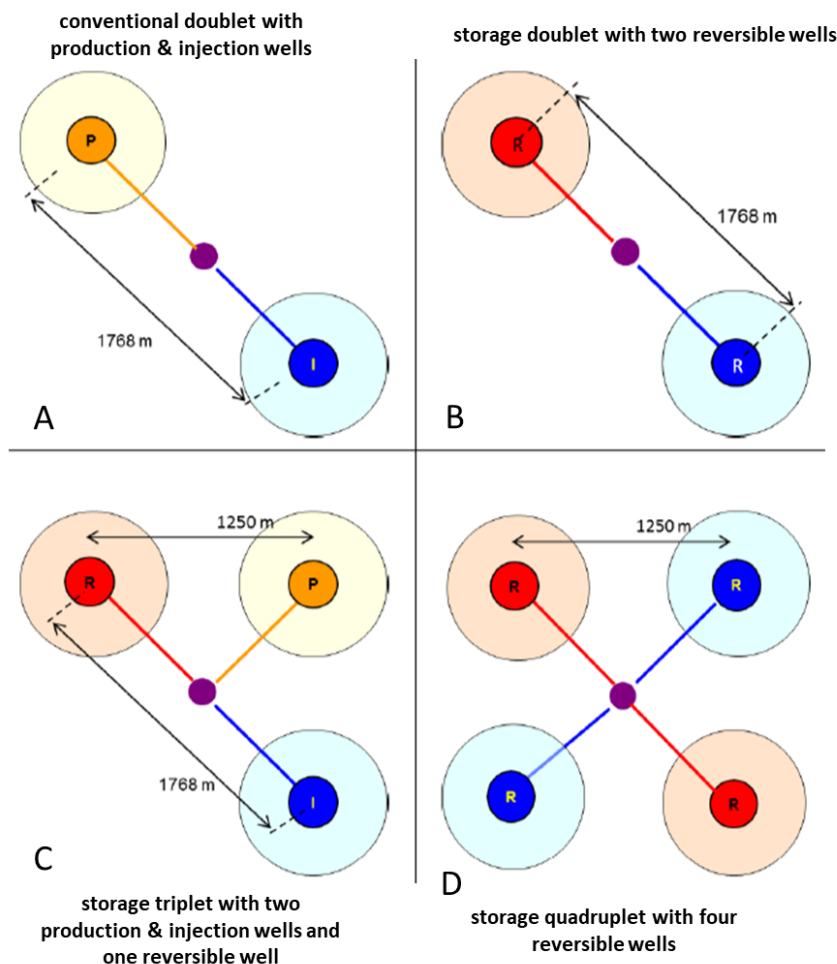 conventional doublet with
production & injection wells
P
1768 m
I
A
storage doublet with two reversible wells
R
1768 m
R
B
1250 m
R
P
1768 m
I
C
storage triplet with two
production & injection wells and
one reversible well
1250 m
R
R
R
R
D
storage quadruplet with four
reversible wells